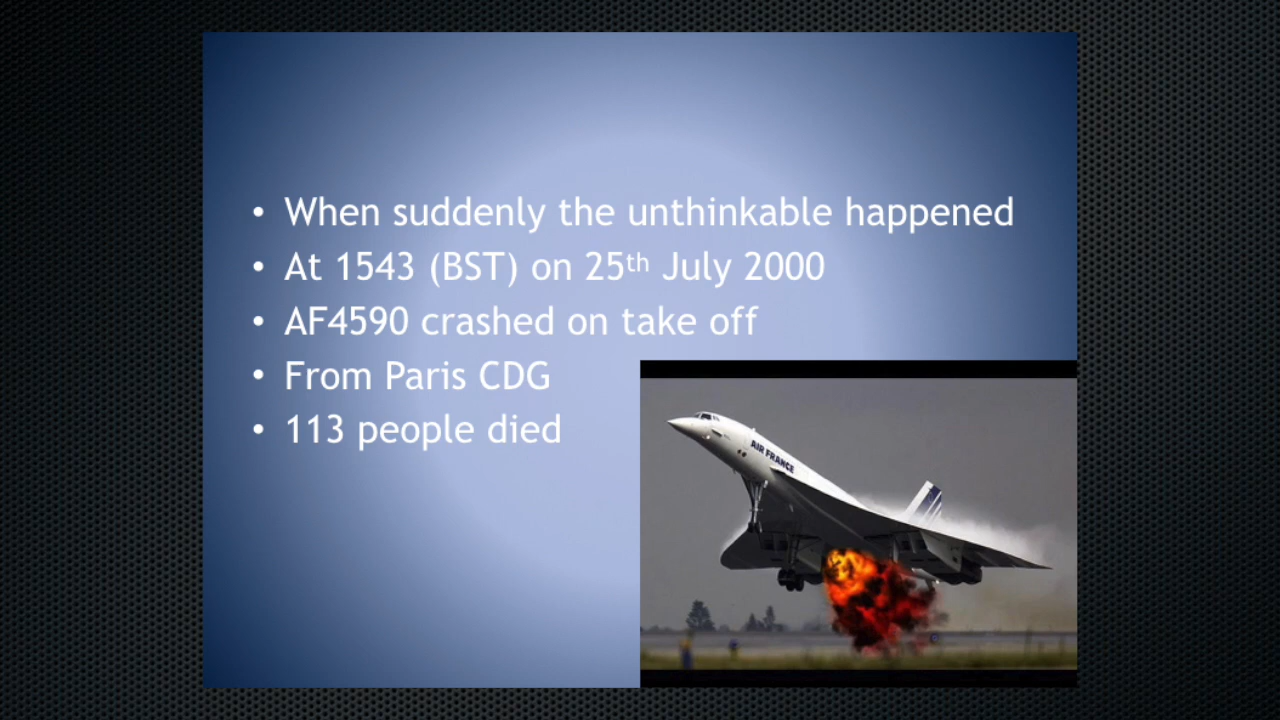 • When suddenly the unthinkable happened
• At 1543 (BST) on 25th July 2000
• AF4590 crashed on take off
• From Paris CDG
• 113 people died
AIR FRANCE